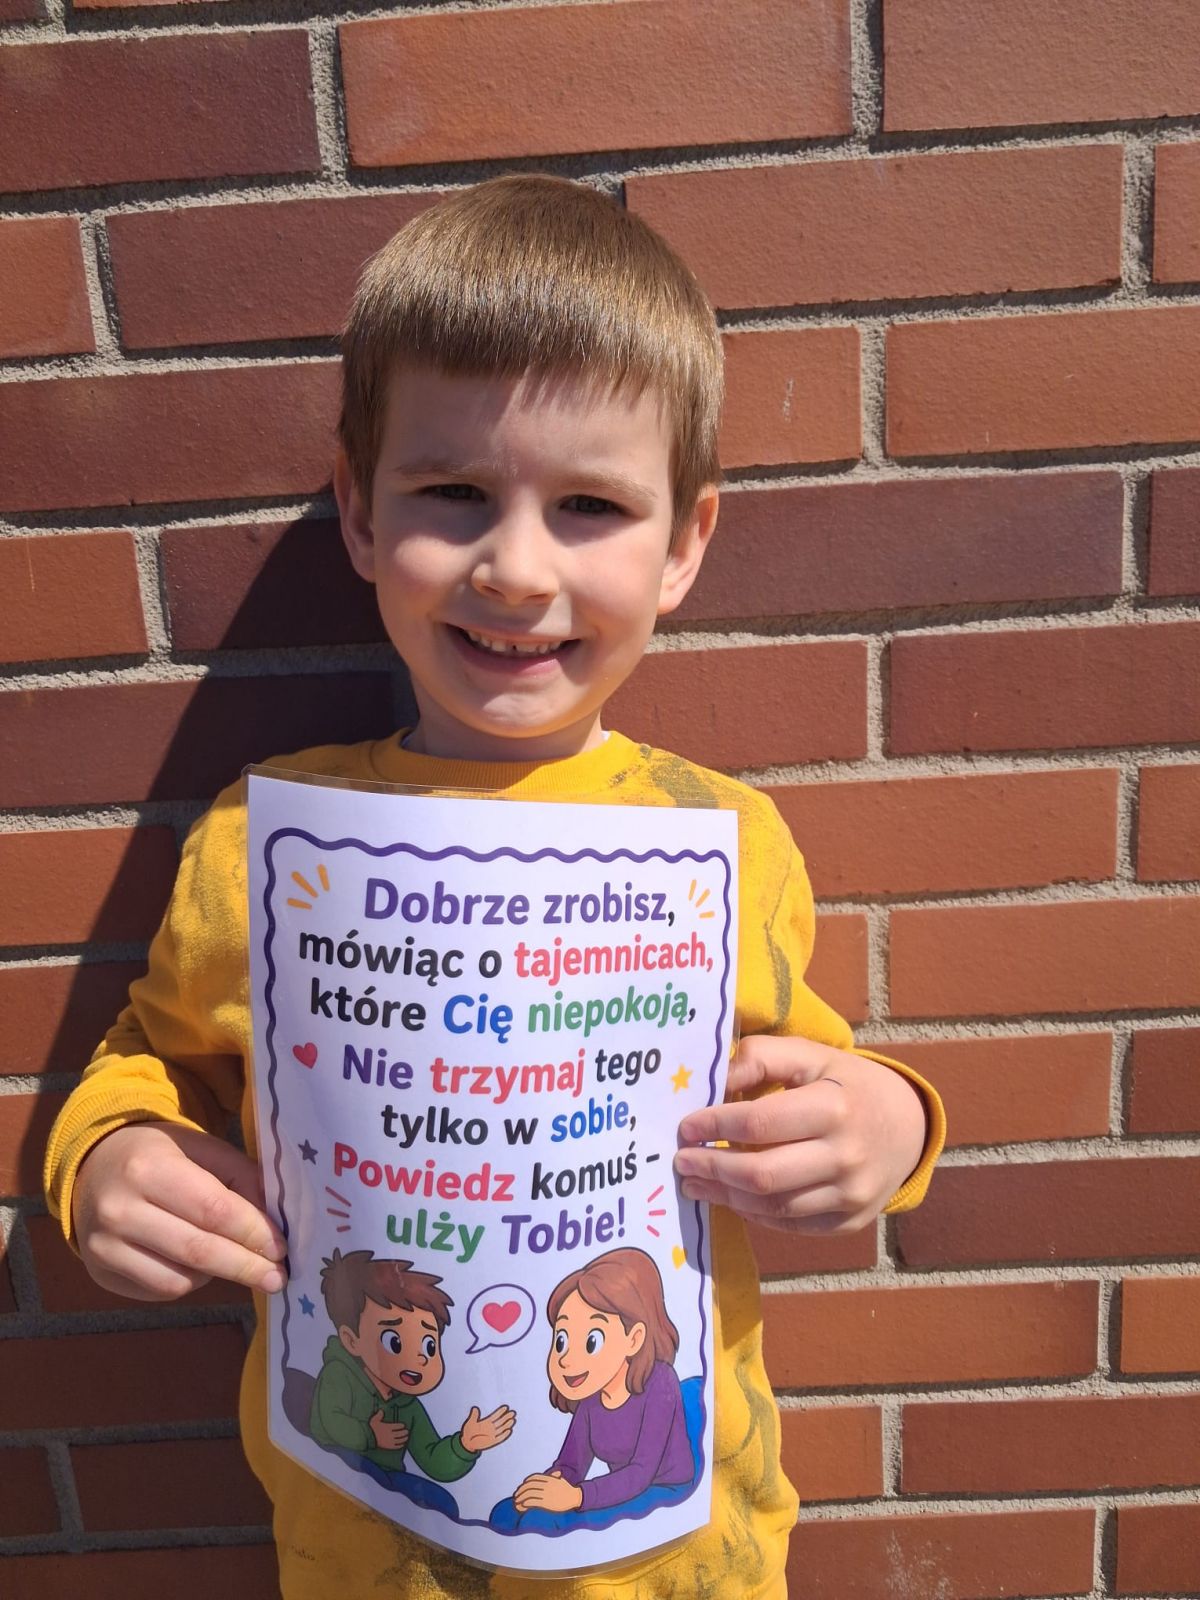 Dobrze zrobisz,
mówiąc o tajemnicach,
które Cię niepokoją,
Nie trzymaj tego
tylko w sobie,
Powiedz komuś -
ulży Tobie!